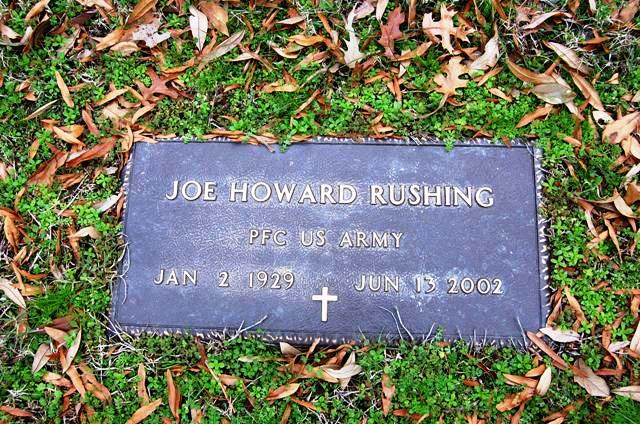 JOE HOWARD RUSHING
PFC US ARMY
JAN 2 1929 JUN 13 2002